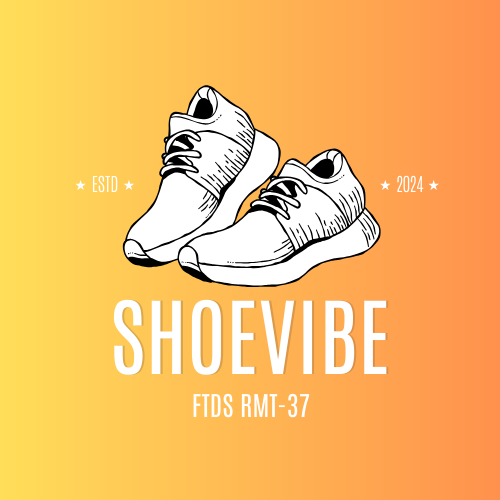 ★ ESTD ★
★ 2024 ★
SHOEVIBE
FTDS RMT-37